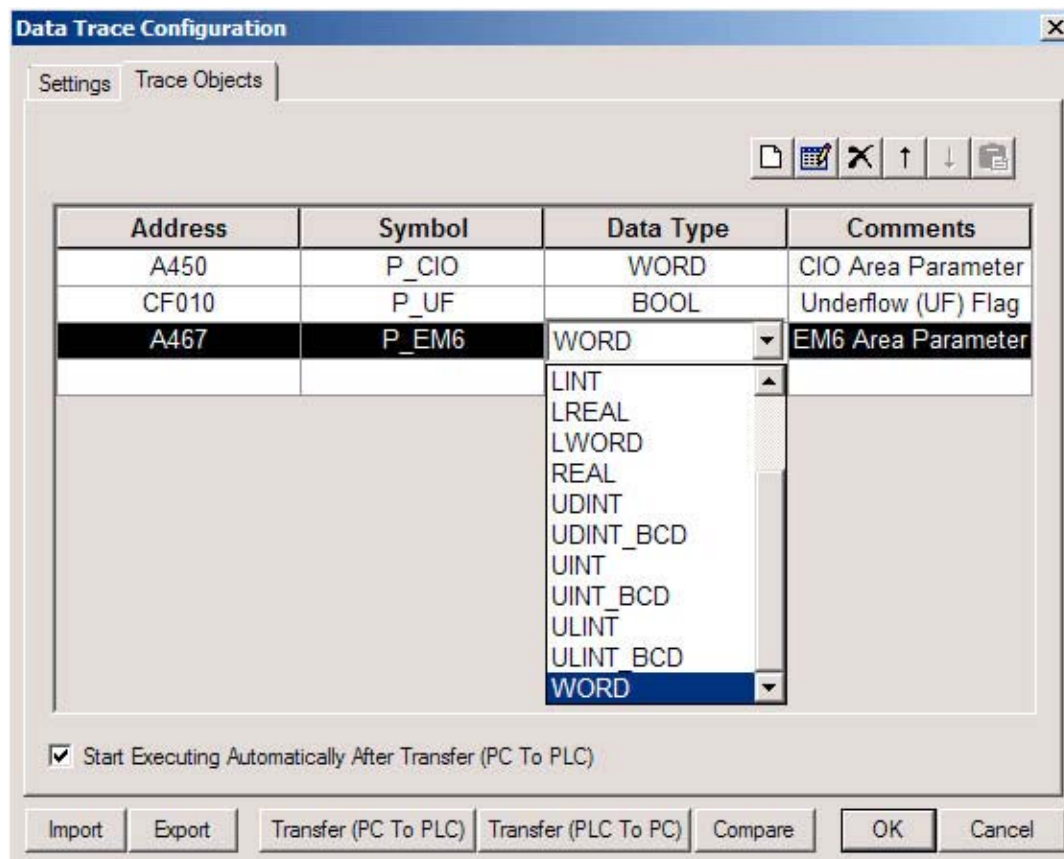 Data Trace Configuration
Settings Trace Objects
Address Symbol Data Type Comments
A450 P_CIO WORD CIO Area Parameter
CF010 P_UF BOOL Underflow (UF) Flag
A467 P_EM6 WORD EM6 Area Parameter
LINT
LREAL
LWORD
REAL
UDINT
UDINT_BCD
UINT
UINT_BCD
ULINT
ULINT_BCD
WORD
Start Executing Automatically After Transfer (PC To PLC)
Import Export Transfer (PC To PLC) Transfer (PLC To PC) Compare OK Cancel